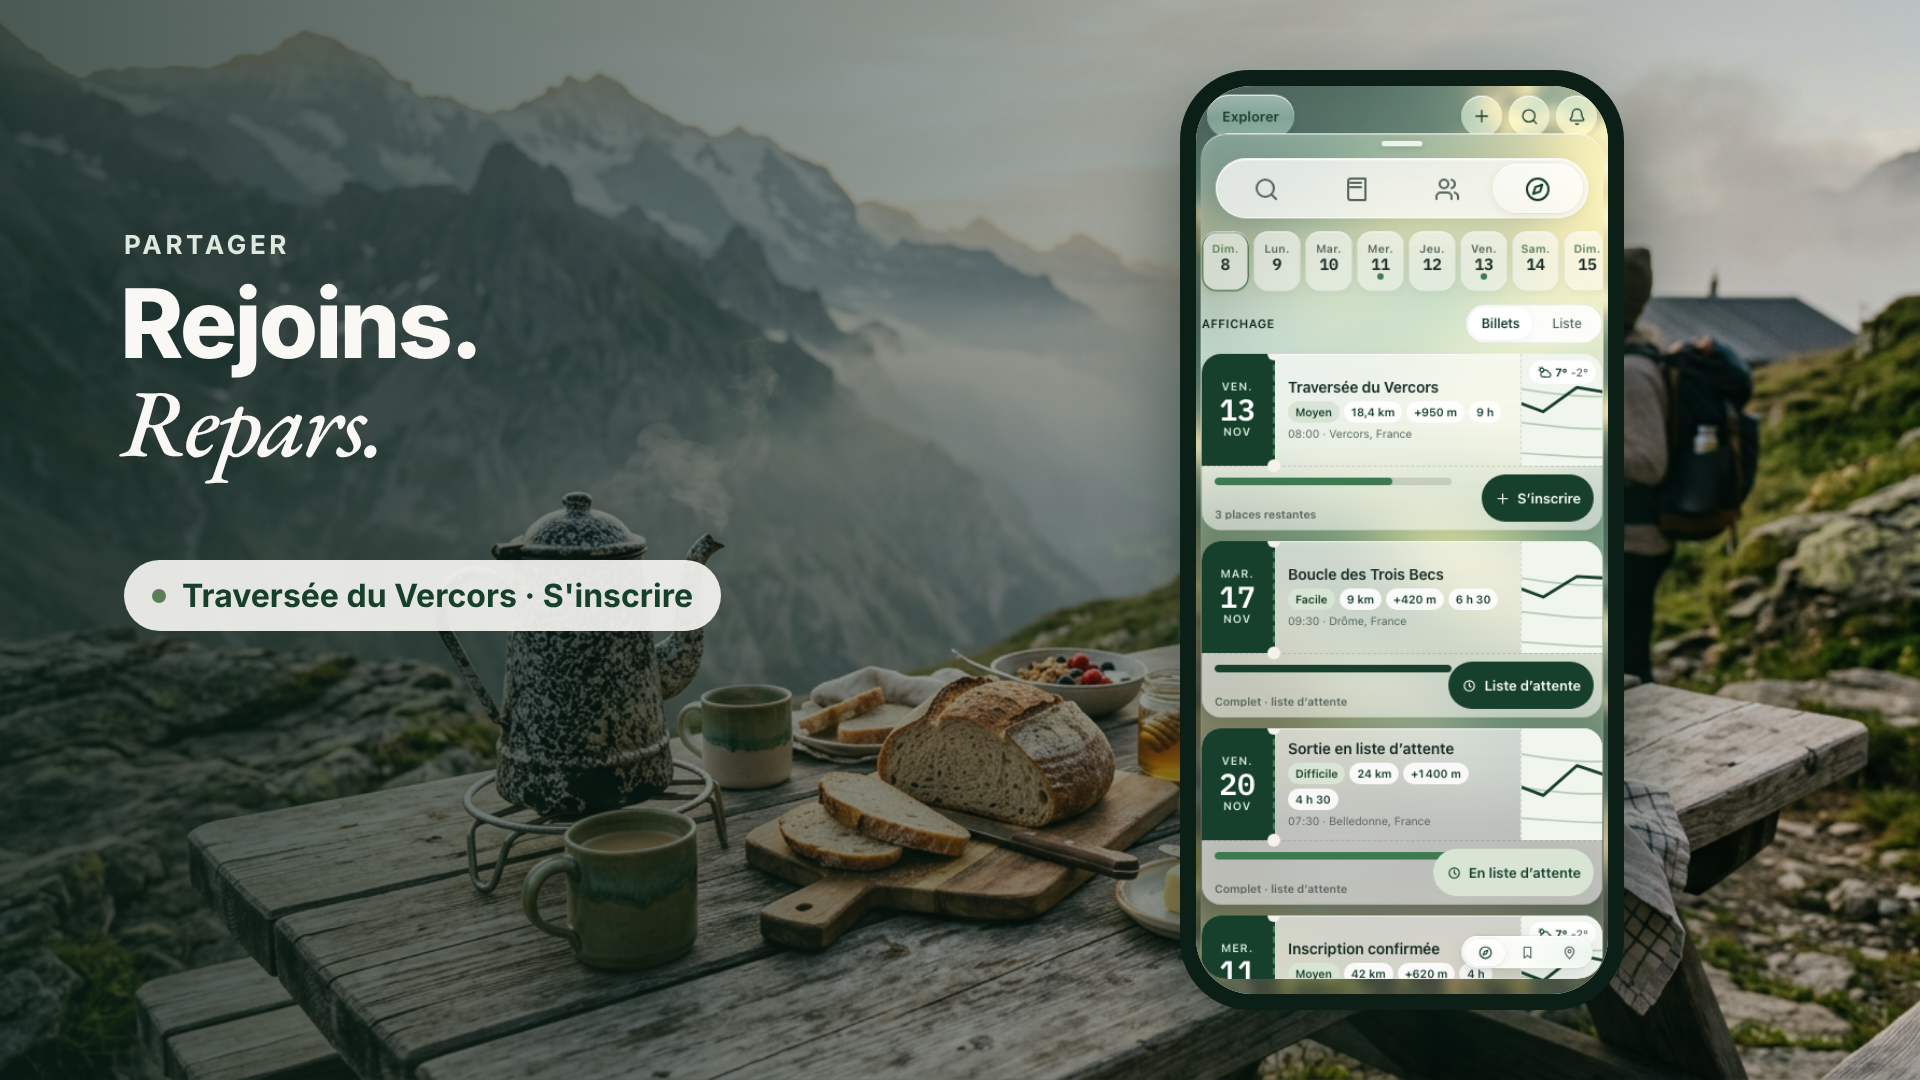 PARTAGER
Rejoins.
Repars.
Traversée du Vercors · S'inscrire
Explorer
Dim. Lun. Mar. Mer. Jeu. Ven. Sam. Dim.
8 9 10 11 12 13 14 15
AFFICHAGE
Billets Liste
VEN.
13
NOV
Traversée du Vercors
Moyen 18,4 km +950 m 9 h
08:00 · Vercors, France
7° -2°
3 places restantes
+ S’inscrire
MAR.
17
NOV
Boucle des Trois Becs
Facile 9 km +420 m 6 h 30
09:30 · Drôme, France
Complet · liste d’attente
Liste d’attente
VEN.
20
NOV
Sortie en liste d’attente
Difficile 24 km +1400 m
4 h 30
07:30 · Belledonne, France
Complet · liste d’attente
En liste d’attente
MER.
11
Inscription confirmée
Moyen 42 km +620 m 4 h
7° -2°